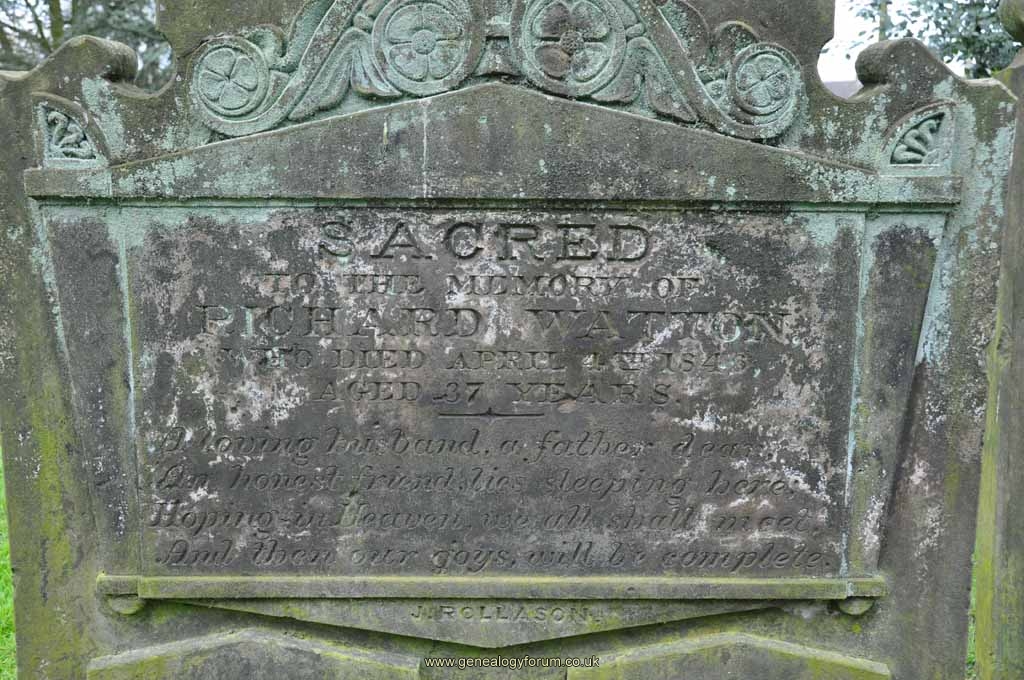 SACRED
TO THE MEMORY OF
RICHARD WATTON
WHO DIED APRIL 4TH 1843
AGED 37 YEARS.
A loving husband, a father dear,
An honest friend, lies sleeping here,
Hoping in Heaven, we all shall meet,
And then our goys, will be complete.
J. ROLLASON.
www.genealogyforum.co.uk